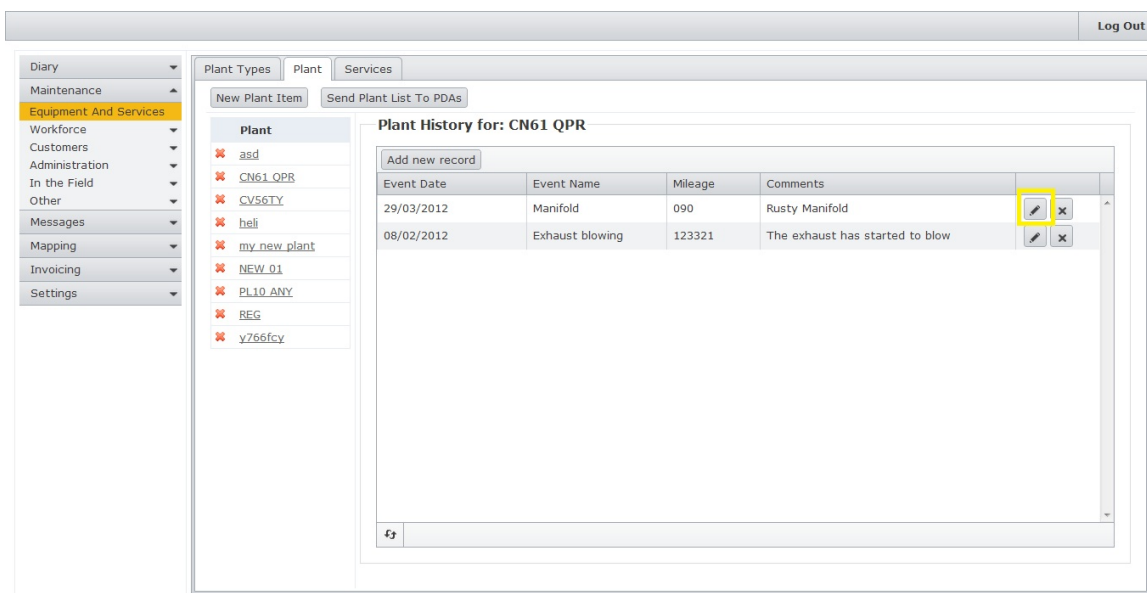 Log Out
Diary
Maintenance
Equipment And Services
Workforce
Customers
Administration
In the Field
Other
Messages
Mapping
Invoicing
Settings
Plant Types Plant Services
New Plant Item Send Plant List To PDAs
Plant
asd
CN61 QPR
CV56TY
heli
my new plant
NEW 01
PL10 ANY
REG
y766fcy
Plant History for: CN61 QPR
Add new record
Event Date Event Name Mileage Comments
29/03/2012 Manifold 090 Rusty Manifold
08/02/2012 Exhaust blowing 123321 The exhaust has started to blow